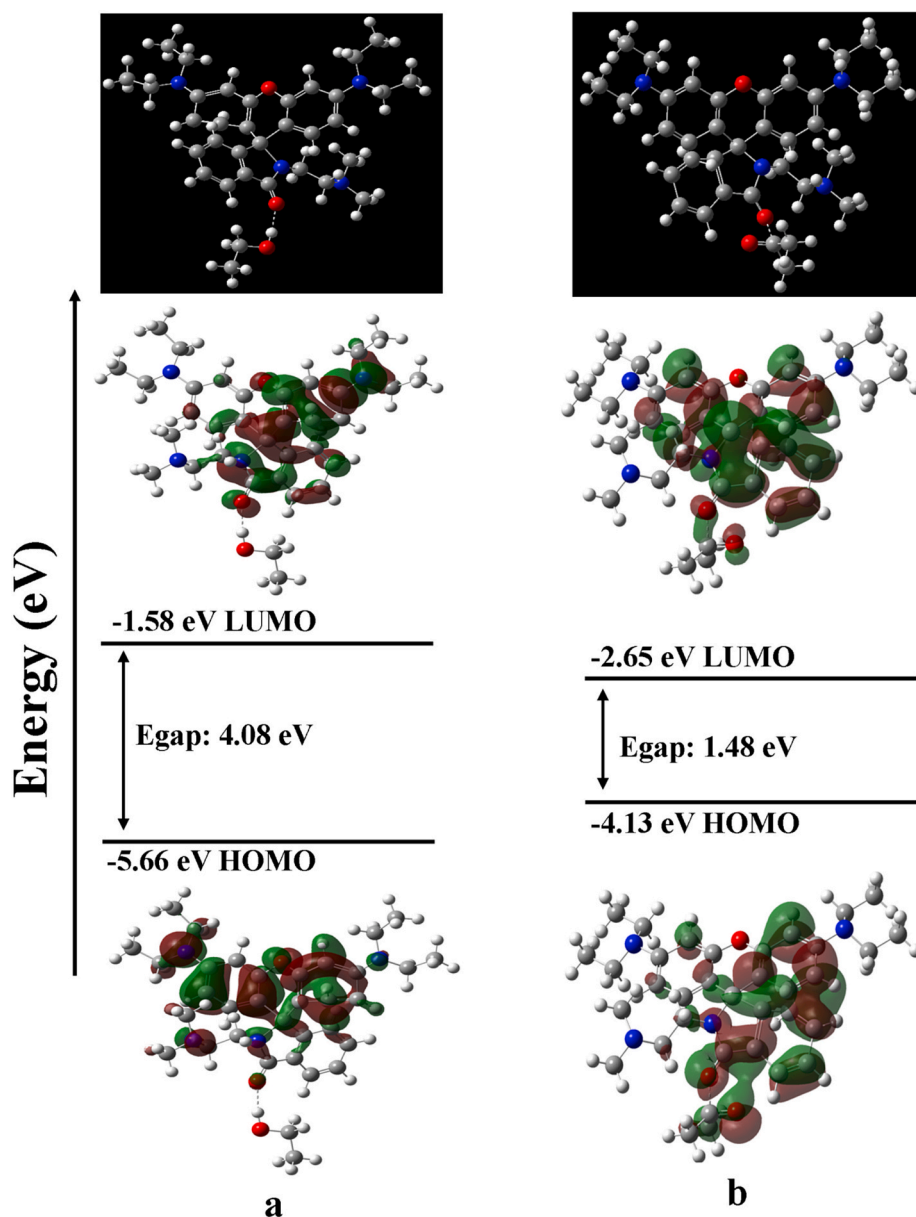 Energy (eV)
-1.58 eV LUMO
Egap: 4.08 eV
-5.66 eV HOMO
a
-2.65 eV LUMO
Egap: 1.48 eV
-4.13 eV HOMO
b